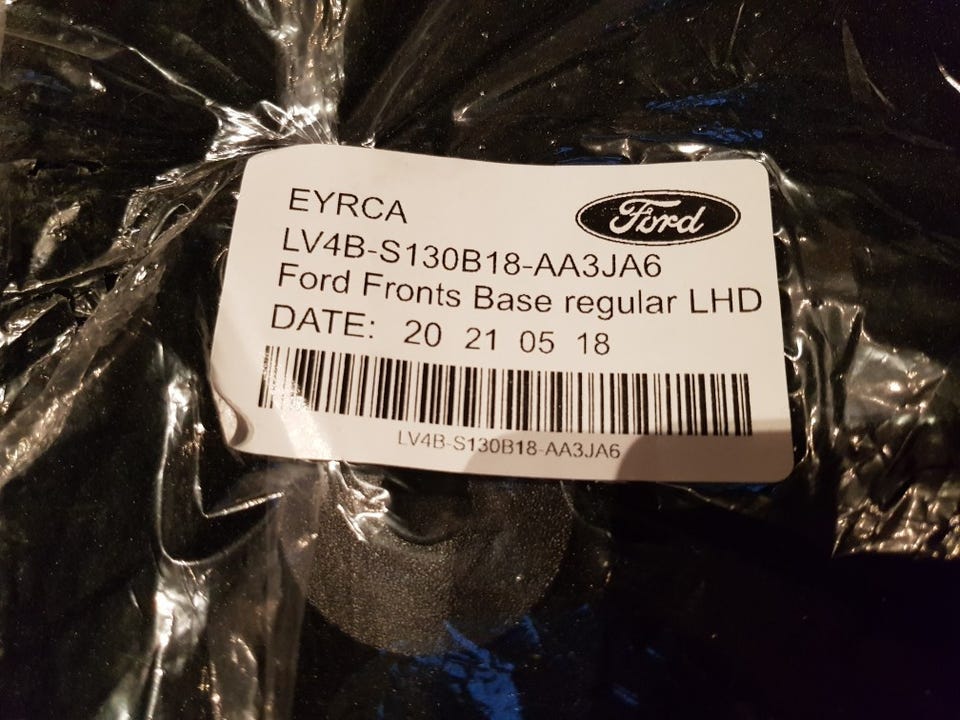 EYRCA
Ford
LV4B-S130B18-AA3JA6
Ford Fronts Base regular LHD
DATE: 20 21 05 18
LV4B-S130B18-AA3JA6